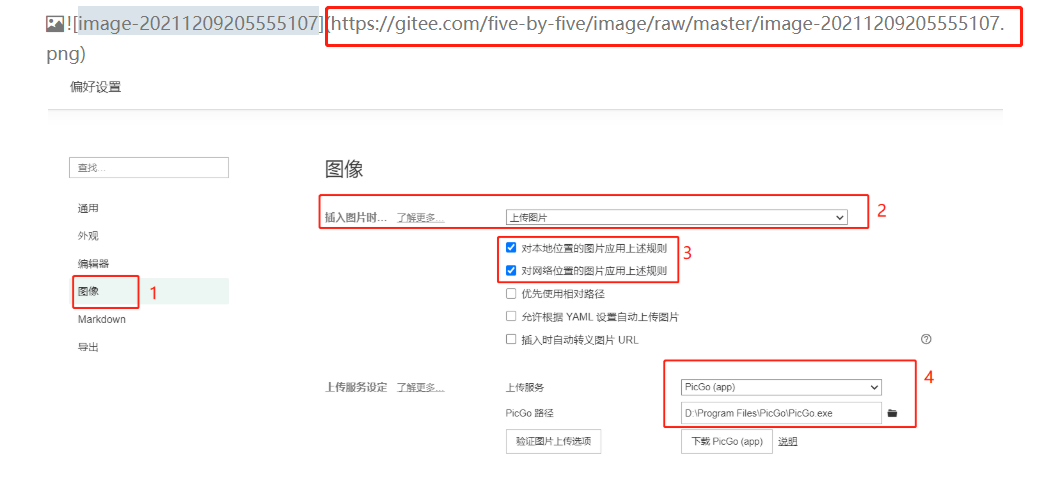 ![image-20211209205555107](https://gitee.com/five-by-five/image/raw/master/image-20211209205555107.
png)
偏好设置
查找...
图像
通用
插入图片时... 了解更多... 上传图片 2
外观
对本地位置的图片应用上述规则
3
编辑器
对网络位置的图片应用上述规则
图像 1
优先使用相对路径
Markdown
允许根据 YAML 设置自动上传图片
导出
插入时自动转义图片 URL
上传服务设定 了解更多... 上传服务 PicGo (app) 4
PicGo 路径 D:\Program Files\PicGo\PicGo.exe
验证图片上传选项 下载 PicGo (app) 说明